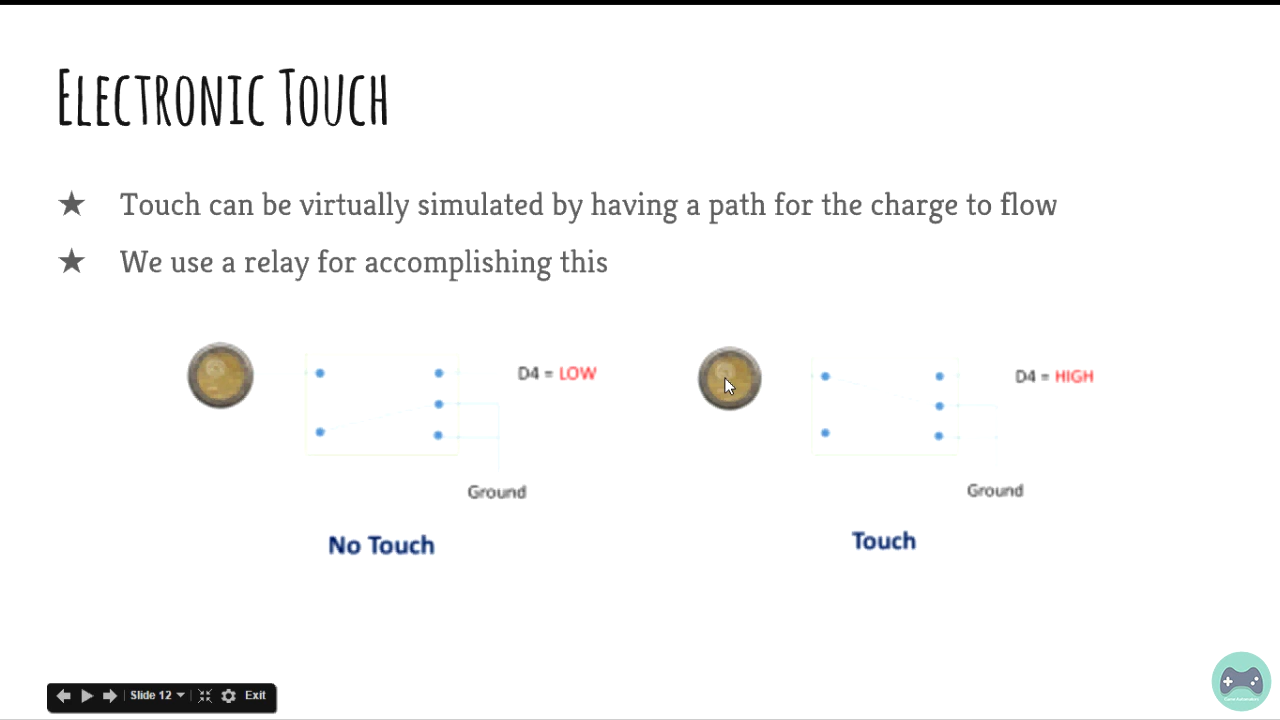 Electronic Touch
★ Touch can be virtually simulated by having a path for the charge to flow
★ We use a relay for accomplishing this
D4 = LOW
D4 = HIGH
Ground
Ground
No Touch
Touch
Slide 12
Exit